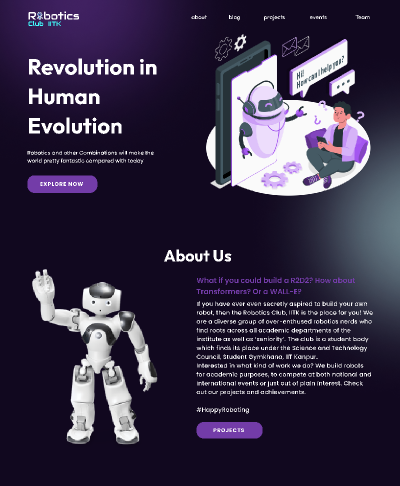 Robotics
Club IITK
about
blog
projects
events
Team
Revolution in
Human
Evolution
Robotics and other Combinations will make the
world pretty fantastic compared with today
EXPLORE NOW
Hi!
How can I help you?
About Us
What if you could build a R2D2? How about
Transformers? Or a WALL-E?
If you have ever even secretly aspired to build your own
robot, then the Robotics Club, IITK is the place for you! We
are a diverse group of over-enthused robotics nerds who
find roots across all academic departments of the
institute as well as 'seniority'. The club is a student body
which finds its place under the Science and Technology
Council, Student Gymkhana, IIT Kanpur.
Interested in what kind of work we do? We build robots
for academic purposes, to compete at both national and
international events or just out of plain interest. Check
out our projects and achievements.
#HappyRoboting
PROJECTS